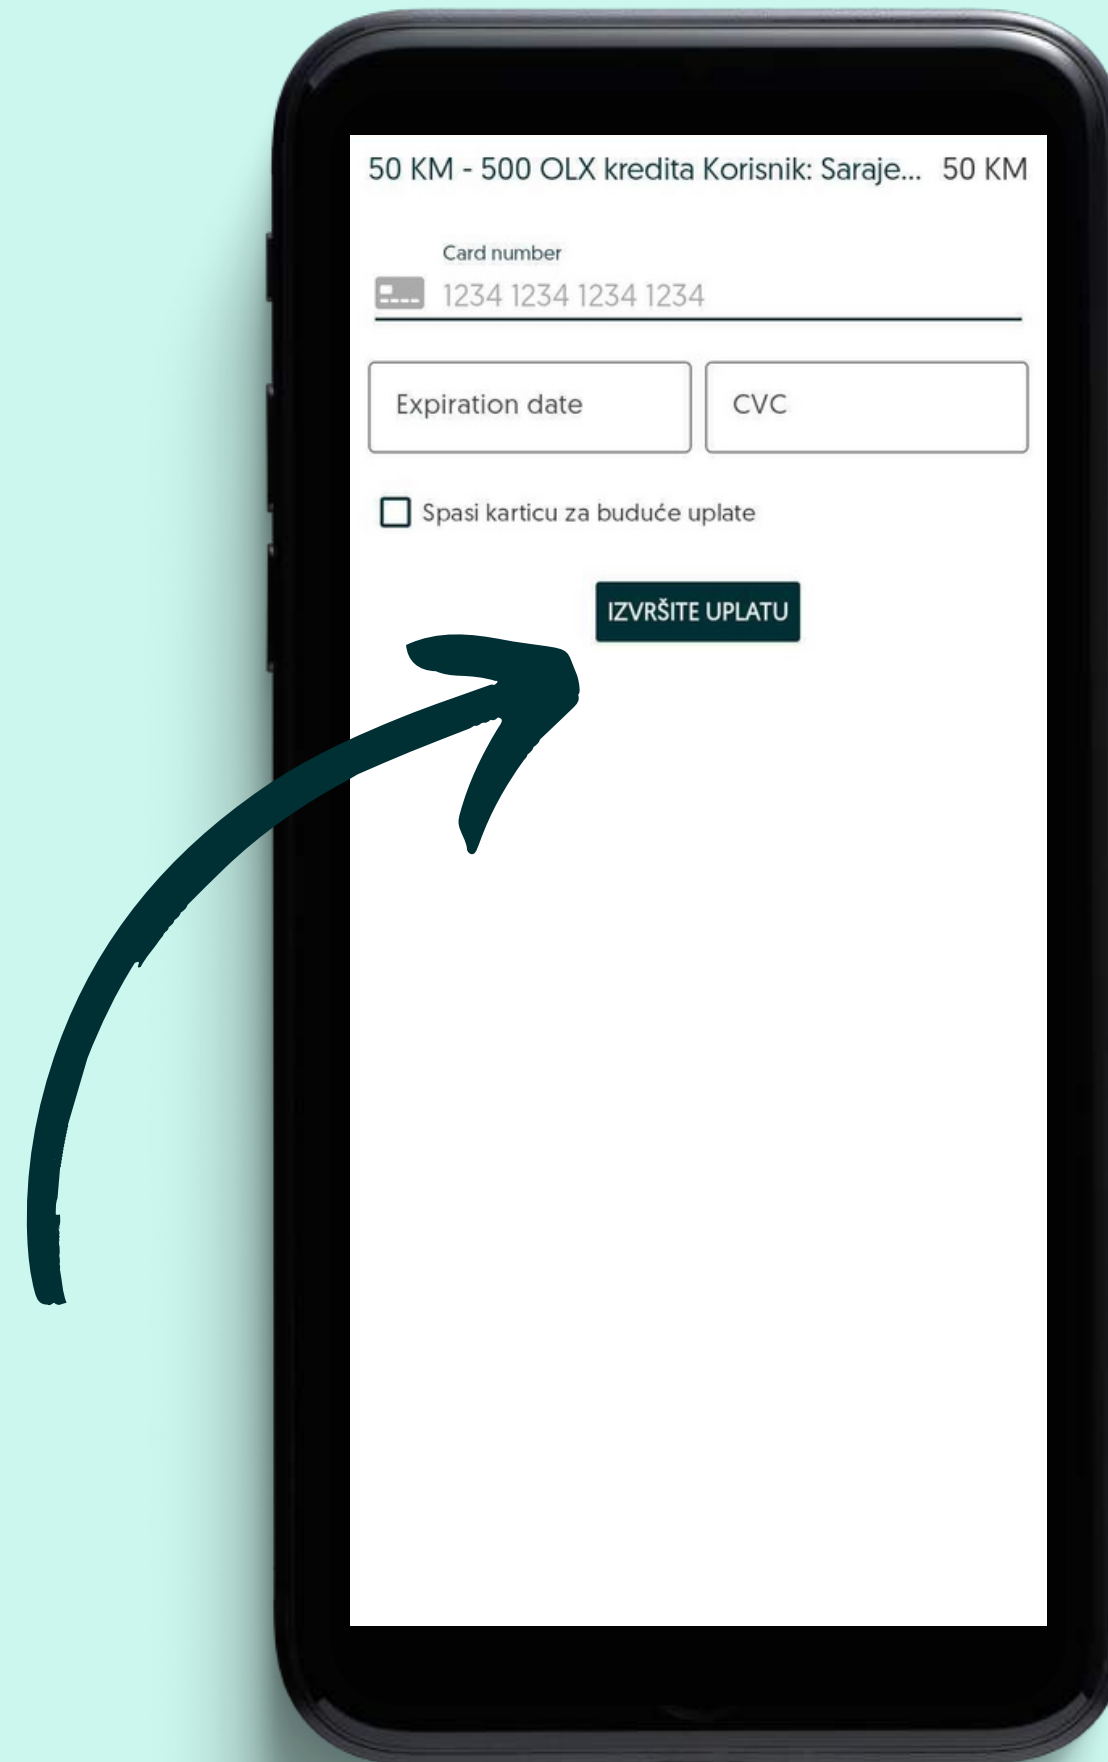 50 KM - 500 OLX kredita Korisnik: Saraje... 50 KM
Card number
1234 1234 1234 1234
Expiration date CVC
Spasi karticu za buduće uplate
IZVRŠITE UPLATU